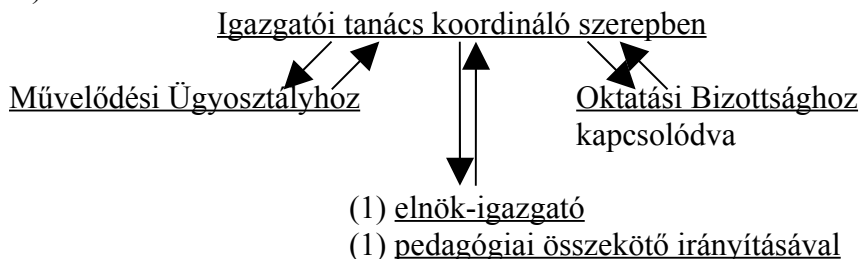 Igazgatói tanács koordináló szerepben
Művelődési Ügyosztályhoz
Oktatási Bizottsághoz
kapcsolódva
(1) elnök-igazgató
(1) pedagógiai összekötő irányításával